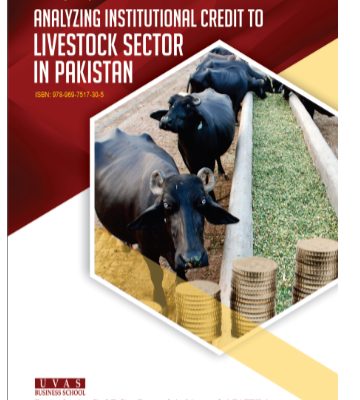 ANALYZING INSTITUTIONAL CREDIT TO
LIVESTOCK SECTOR
IN PAKISTAN
ISBN: 978-969-7517-30-5
UVAS
BUSINESS SCHOOL